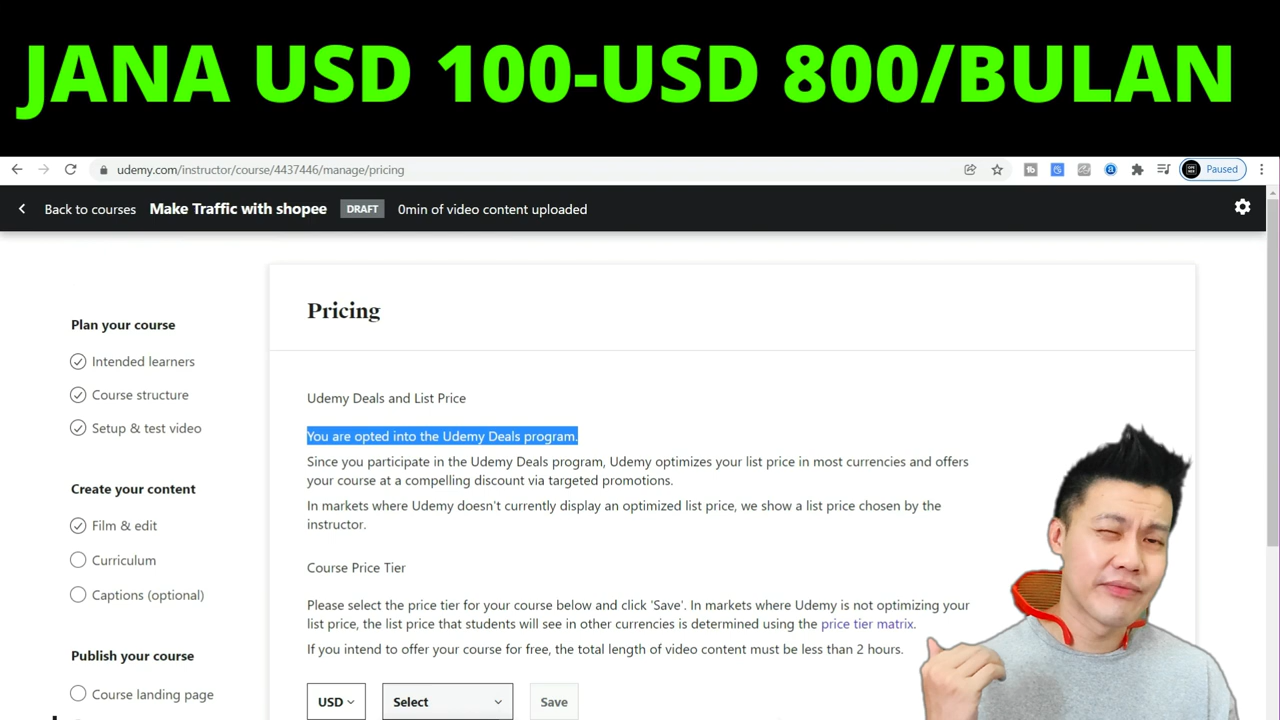 JANA USD 100-USD 800/BULAN
udemy.com/instructor/course/4437446/manage/pricing
Paused
Back to courses Make Traffic with shopee DRAFT 0min of video content uploaded
Plan your course
Intended learners
Course structure
Setup & test video
Create your content
Film & edit
Curriculum
Captions (optional)
Publish your course
Course landing page
Pricing
Udemy Deals and List Price
You are opted into the Udemy Deals program.
Since you participate in the Udemy Deals program, Udemy optimizes your list price in most currencies and offers
your course at a compelling discount via targeted promotions.
In markets where Udemy doesn't currently display an optimized list price, we show a list price chosen by the
instructor.
Course Price Tier
Please select the price tier for your course below and click 'Save'. In markets where Udemy is not optimizing your
list price, the list price that students will see in other currencies is determined using the price tier matrix.
If you intend to offer your course for free, the total length of video content must be less than 2 hours.
USD Select Save